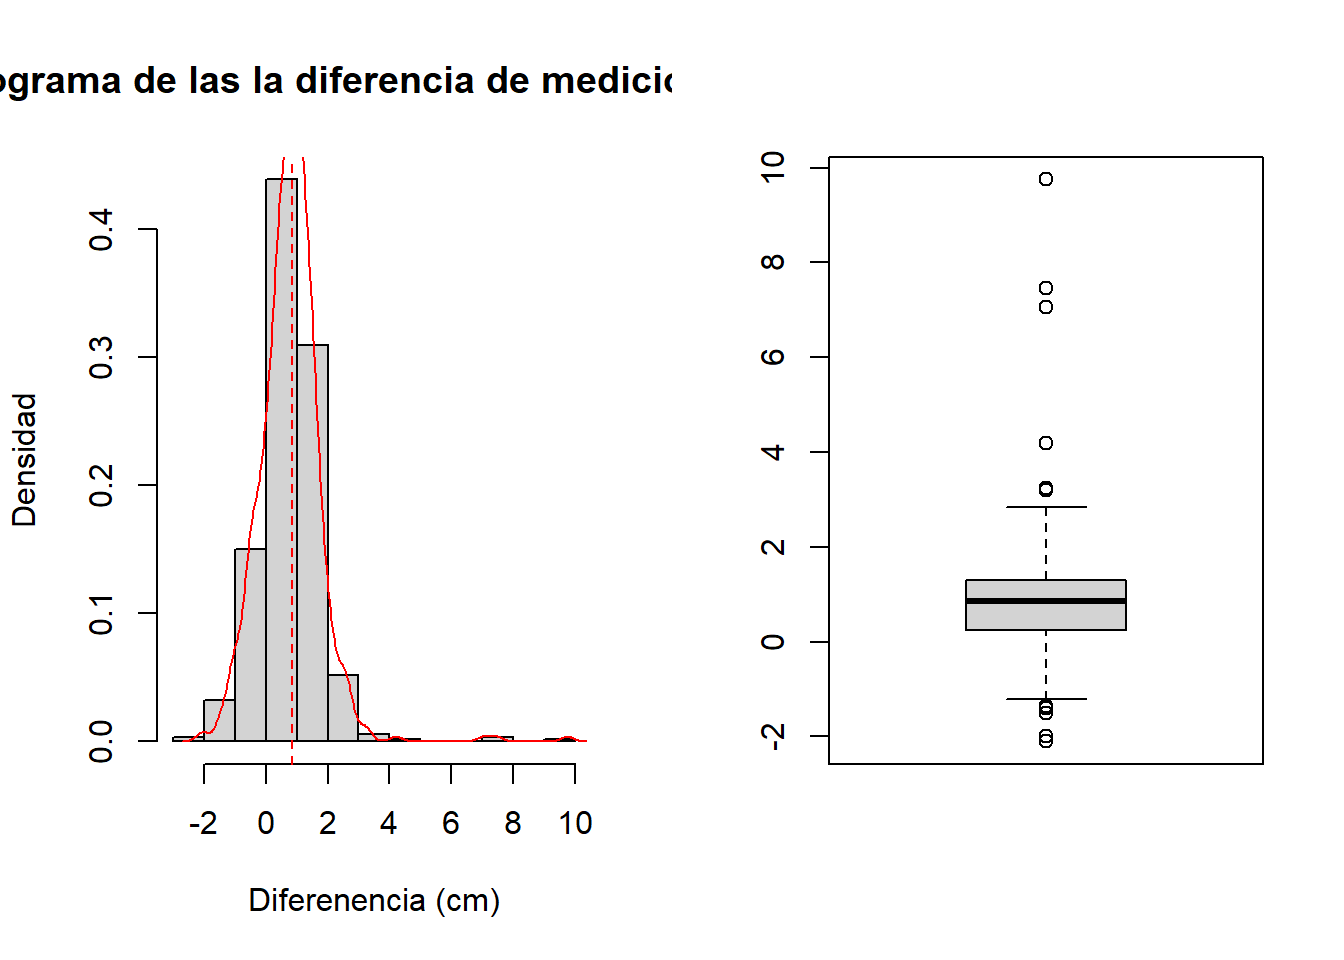 ograma de las la diferencia de medici
Densidad
0.0 0.1 0.2 0.3 0.4
-2 0 2 4 6 8 10
Diferenencia (cm)
-2 0 2 4 6 8 10